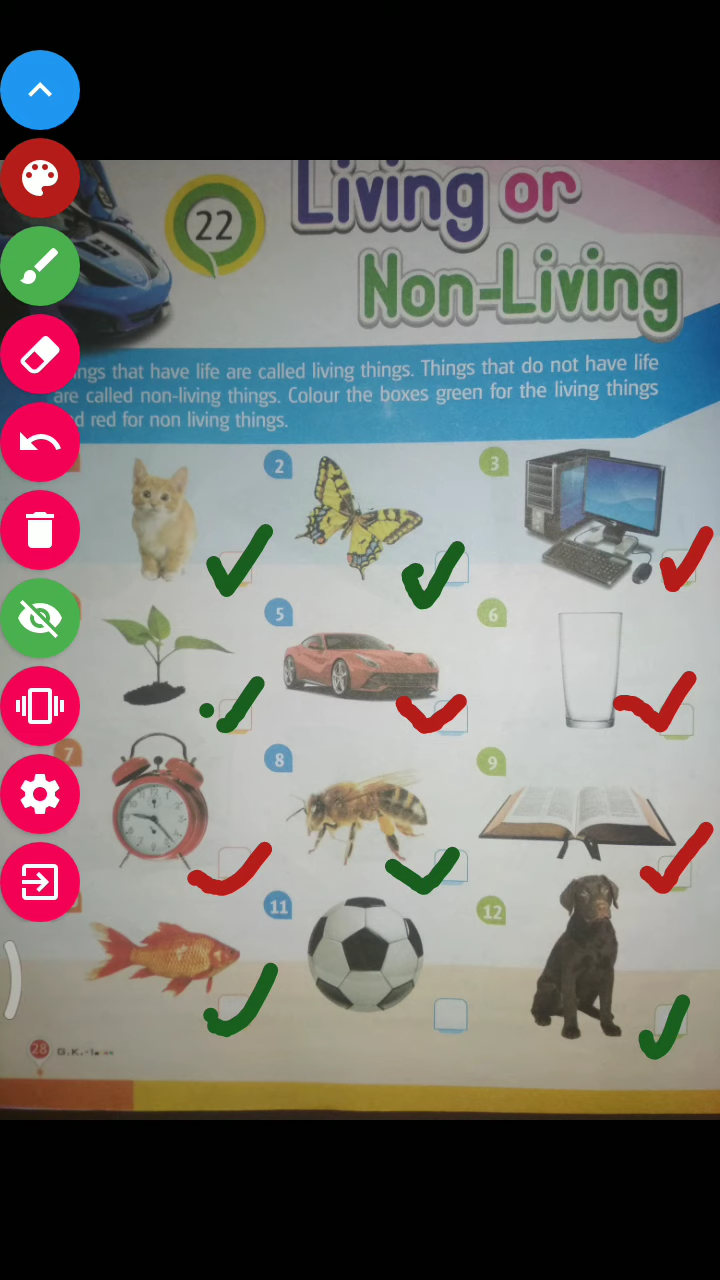 22
Living or
Non-Living
that have life are called living things. Things that do not have life
are called non-living things. Colour the boxes green for the living things
red for non living things.
2
3
5
6
7
8
9
11
12
28 G.K.-1